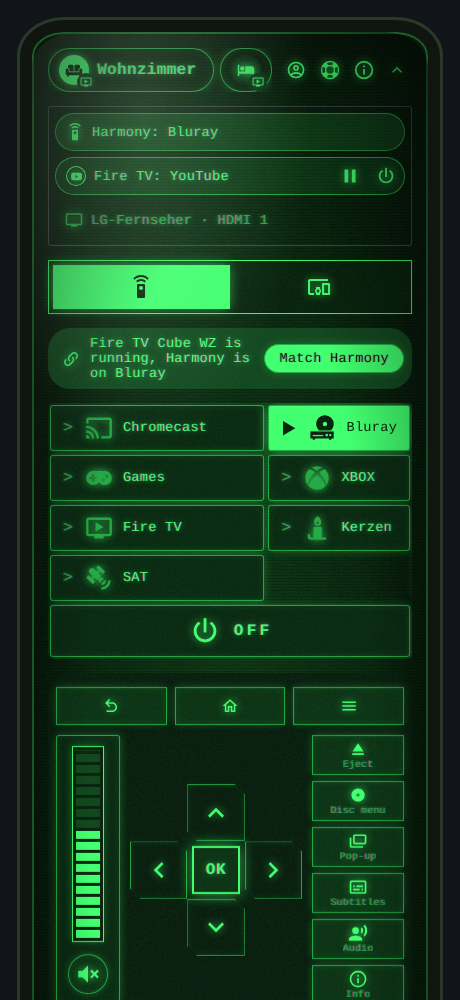 Wohnzimmer
Harmony: Bluray
Fire TV: YouTube
LG-Fernseher · HDMI 1
Fire TV Cube WZ is
running, Harmony is
on Bluray
Match Harmony
> Chromecast
Bluray
> Games
> XBOX
> Fire TV
> Kerzen
> SAT
OFF
Eject
Disc menu
Pop-up
OK
Subtitles
Audio
Info